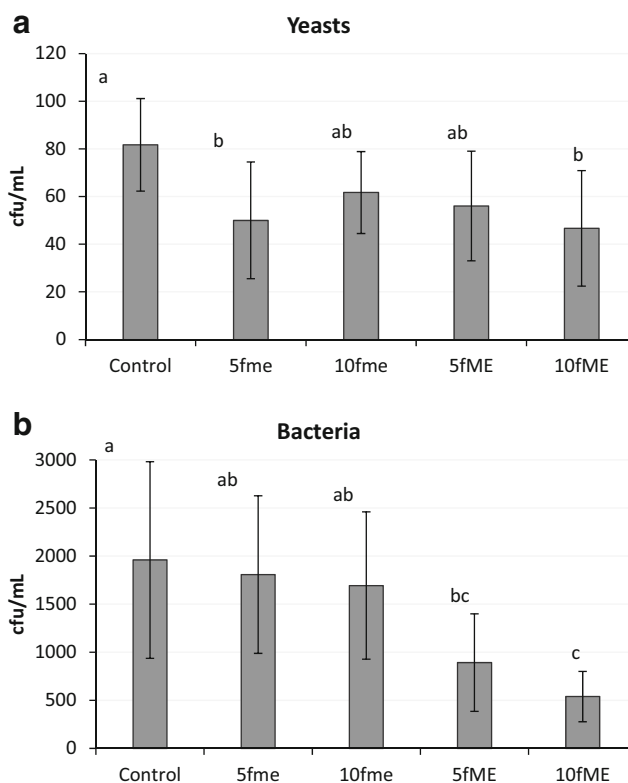 a
Yeasts
120
100
80
60
40
20
0
cfu/mL
a
b
ab
ab
b
Control 5fme 10fme 5fME 10fME
b
Bacteria
3000
2500
2000
1500
1000
500
0
cfu/mL
a
ab
ab
bc
c
Control 5fme 10fme 5fME 10fME